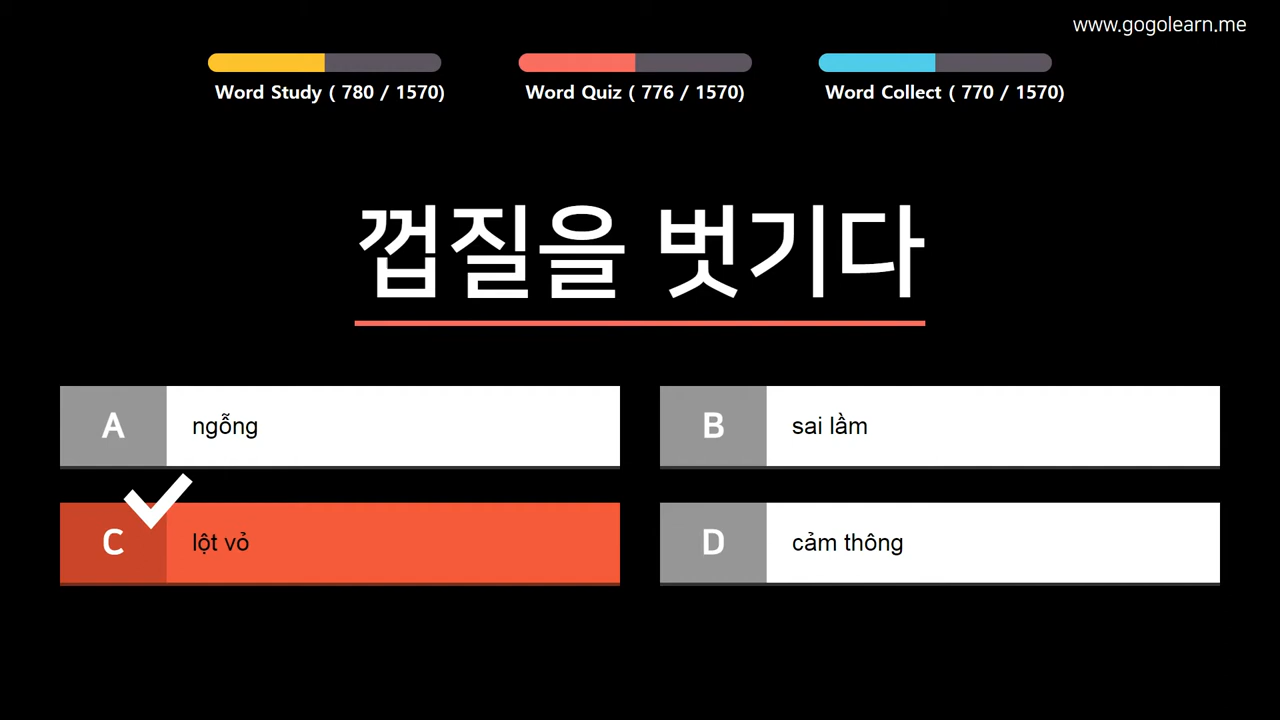 www.gogolearn.me
Word Study ( 780 / 1570)
Word Quiz ( 776 / 1570)
Word Collect ( 770 / 1570)
껍질을 벗기다
A ngỗng
B sai lầm
C lột vỏ
D cảm thông